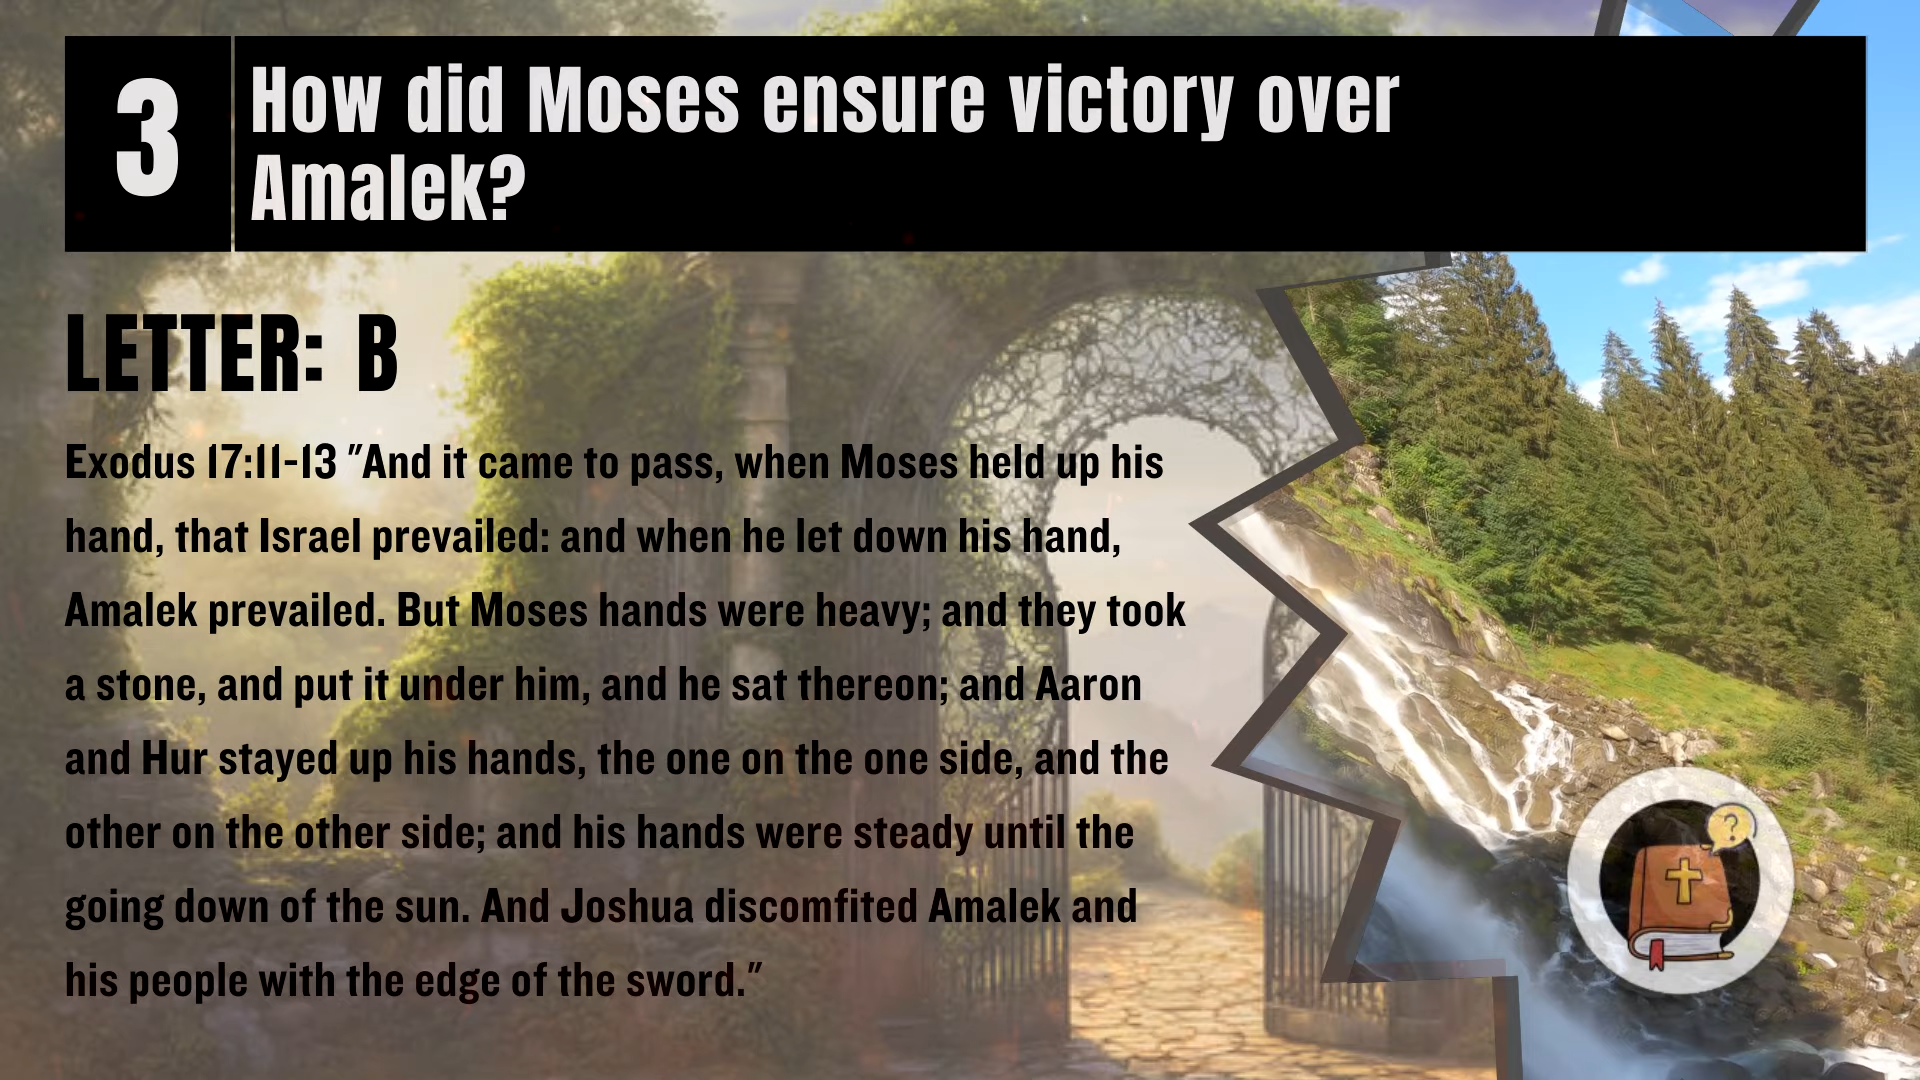 3
How did Moses ensure victory over
Amalek?
LETTER: B
Exodus 17:11-13 "And it came to pass, when Moses held up his
hand, that Israel prevailed: and when he let down his hand,
Amalek prevailed. But Moses hands were heavy; and they took
a stone, and put it under him, and he sat thereon; and Aaron
and Hur stayed up his hands, the one on the one side, and the
other on the other side; and his hands were steady until the
going down of the sun. And Joshua discomfited Amalek and
his people with the edge of the sword."
?